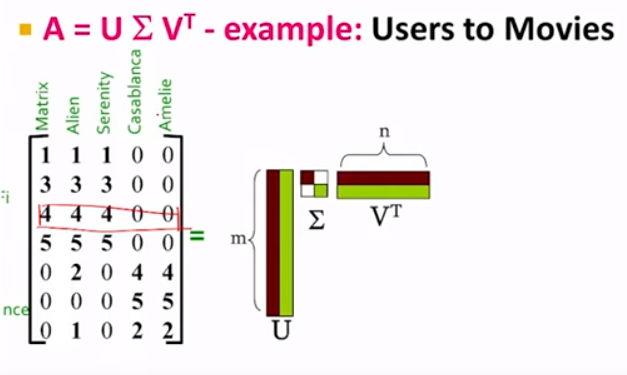 A = U Σ Vᵀ - example: Users to Movies
Matrix
Alien
Serenity
Casablanca
Amelie
1 1 1 0 0
3 3 3 0 0
4 4 4 0 0
5 5 5 0 0
0 2 0 4 4
0 0 0 5 5
0 1 0 2 2
nce
=
m
n
Σ
Vᵀ
U